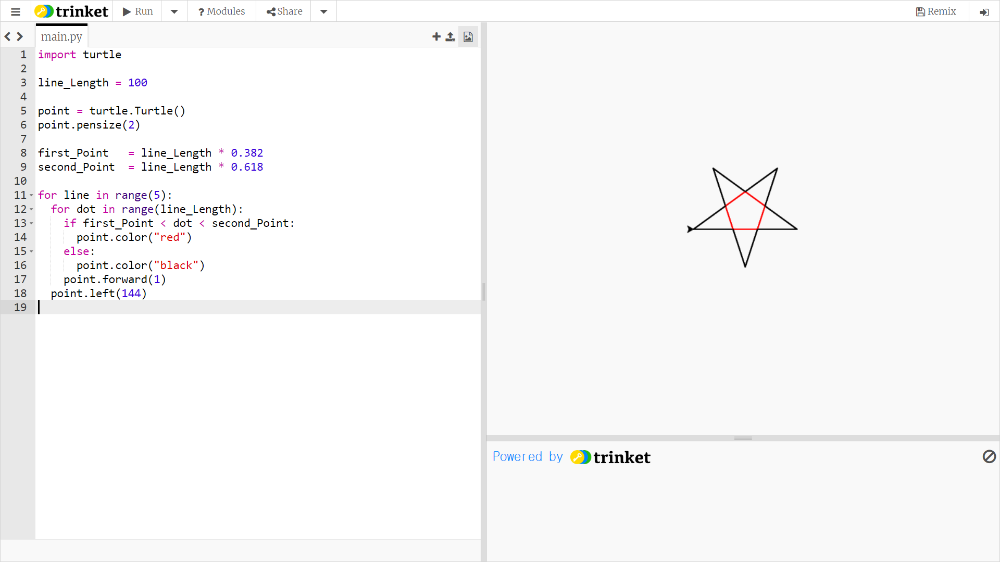 trinket Run ? Modules Share Remix
main.py
1 import turtle
2
3 line_Length = 100
4
5 point = turtle.Turtle()
6 point.pensize(2)
7
8 first_Point   = line_Length * 0.382
9 second_Point  = line_Length * 0.618
10
11 for line in range(5):
12   for dot in range(line_Length):
13     if first_Point < dot < second_Point:
14       point.color("red")
15     else:
16       point.color("black")
17     point.forward(1)
18   point.left(144)
19
Powered by trinket